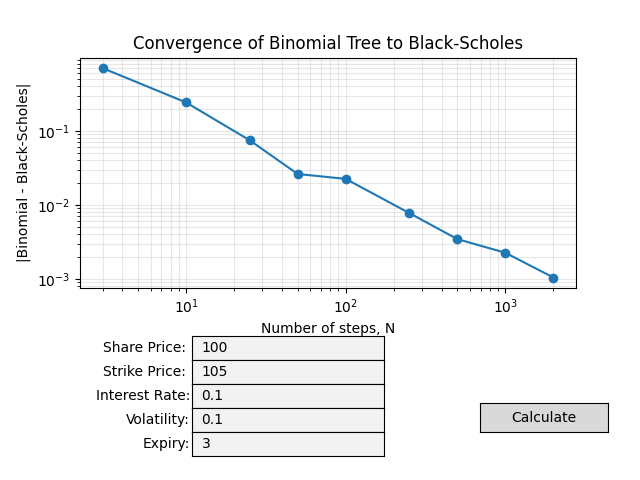 Convergence of Binomial Tree to Black-Scholes
|Binomial - Black-Scholes|
10⁻¹
10⁻²
10⁻³
10¹ 10² 10³
Number of steps, N
Share Price: 100
Strike Price: 105
Interest Rate: 0.1
Volatility: 0.1
Expiry: 3
Calculate